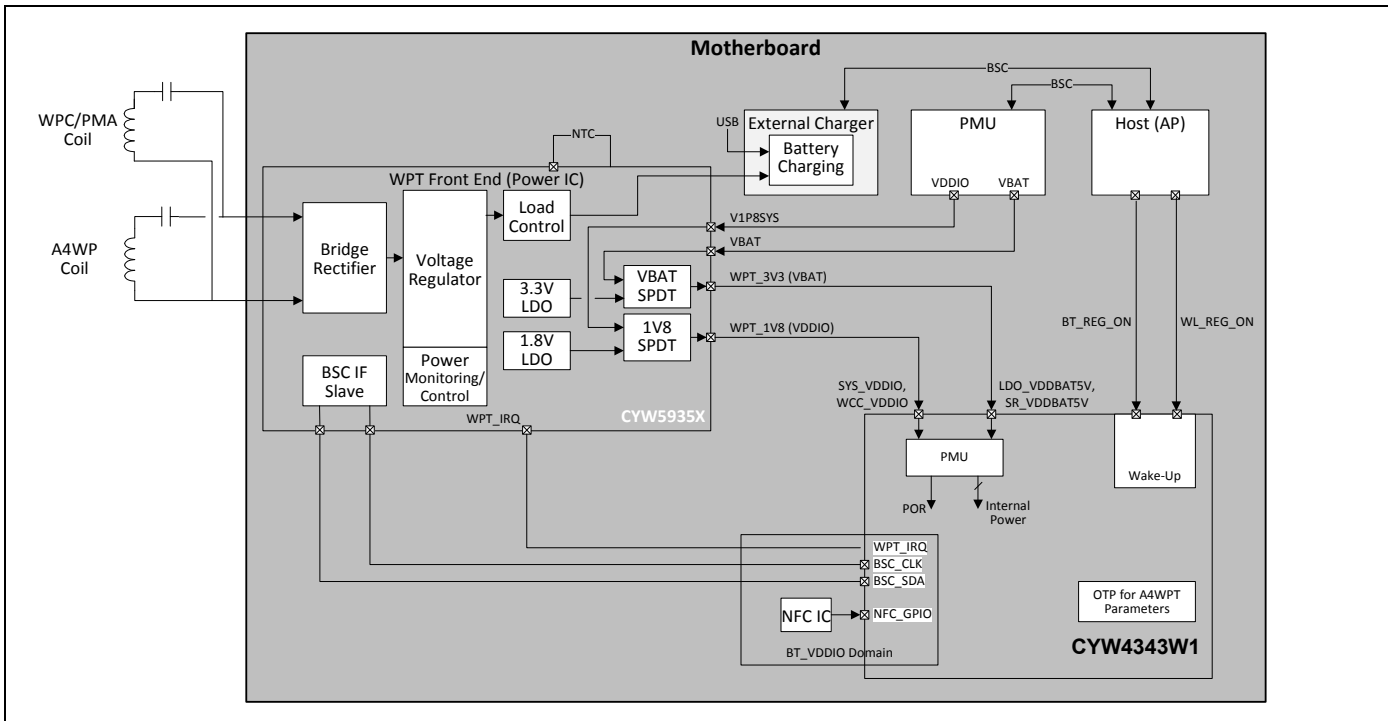 Motherboard
BSC
BSC
WPC/PMA
Coil
A4WP
Coil
NTC
USB
External Charger
Battery
Charging
PMU
VDDIO
VBAT
Host (AP)
WPT Front End (Power IC)
Bridge
Rectifier
Voltage
Regulator
Load
Control
V1P8SYS
VBAT
3.3V
LDO
VBAT
SPDT
WPT_3V3 (VBAT)
1.8V
LDO
1V8
SPDT
WPT_1V8 (VDDIO)
BT_REG_ON
WL_REG_ON
BSC IF
Slave
Power
Monitoring/
Control
WPT_IRQ
CYW5935X
SYS_VDDIO,
WCC_VDDIO
LDO_VDDBAT5V,
SR_VDDBAT5V
PMU
POR
Internal
Power
Wake-Up
WPT_IRQ
BSC_CLK
BSC_SDA
NFC IC
NFC_GPIO
BT_VDDIO Domain
OTP for A4WPT
Parameters
CYW4343W1